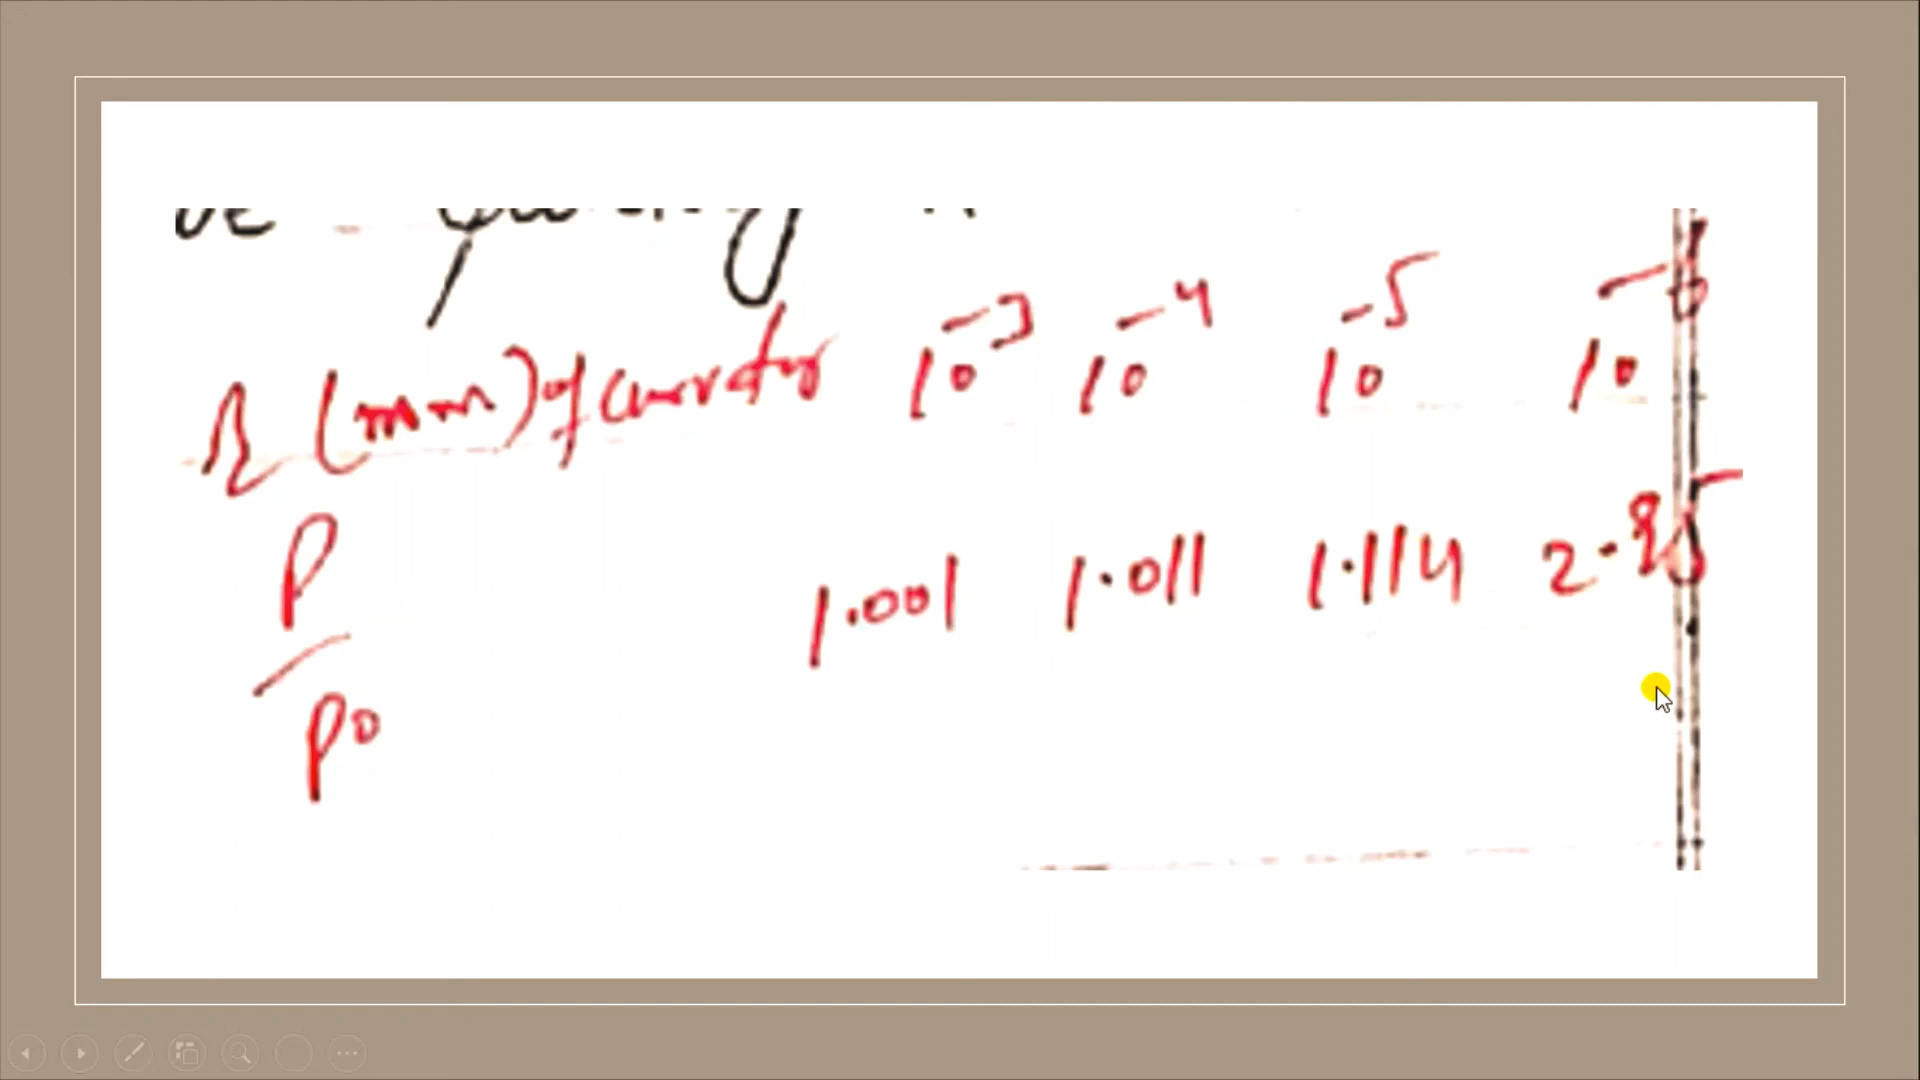 r (mm) of curvator 10⁻³ 10⁻⁴ 10⁻⁵ 10⁻⁶
P/P0 1.001 1.011 1.114 2.95